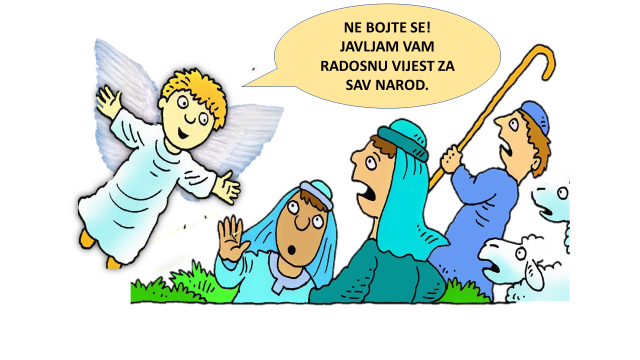 NE BOJTE SE!
JAVLJAM VAM
RADOSNU VIJEST ZA
SAV NAROD.